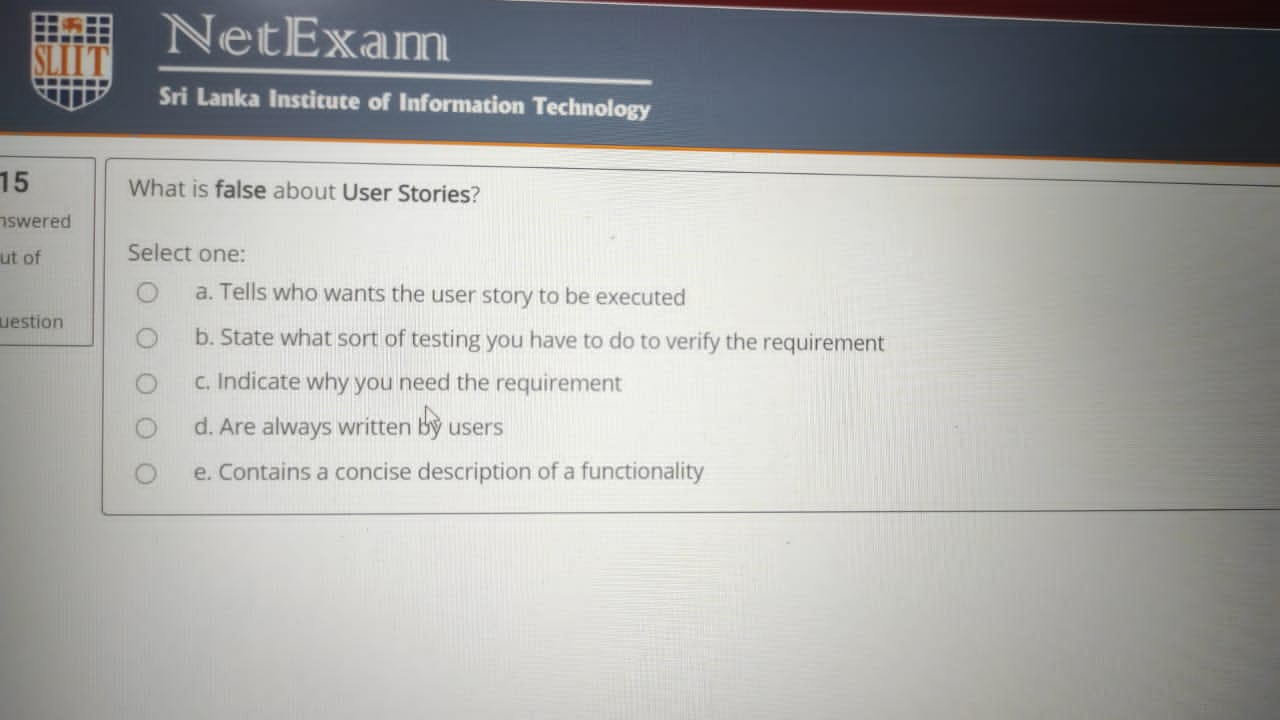 SLIIT
NetExam
Sri Lanka Institute of Information Technology
15
nswered
ut of
uestion
What is false about User Stories?
Select one:
a. Tells who wants the user story to be executed
b. State what sort of testing you have to do to verify the requirement
c. Indicate why you need the requirement
d. Are always written by users
e. Contains a concise description of a functionality